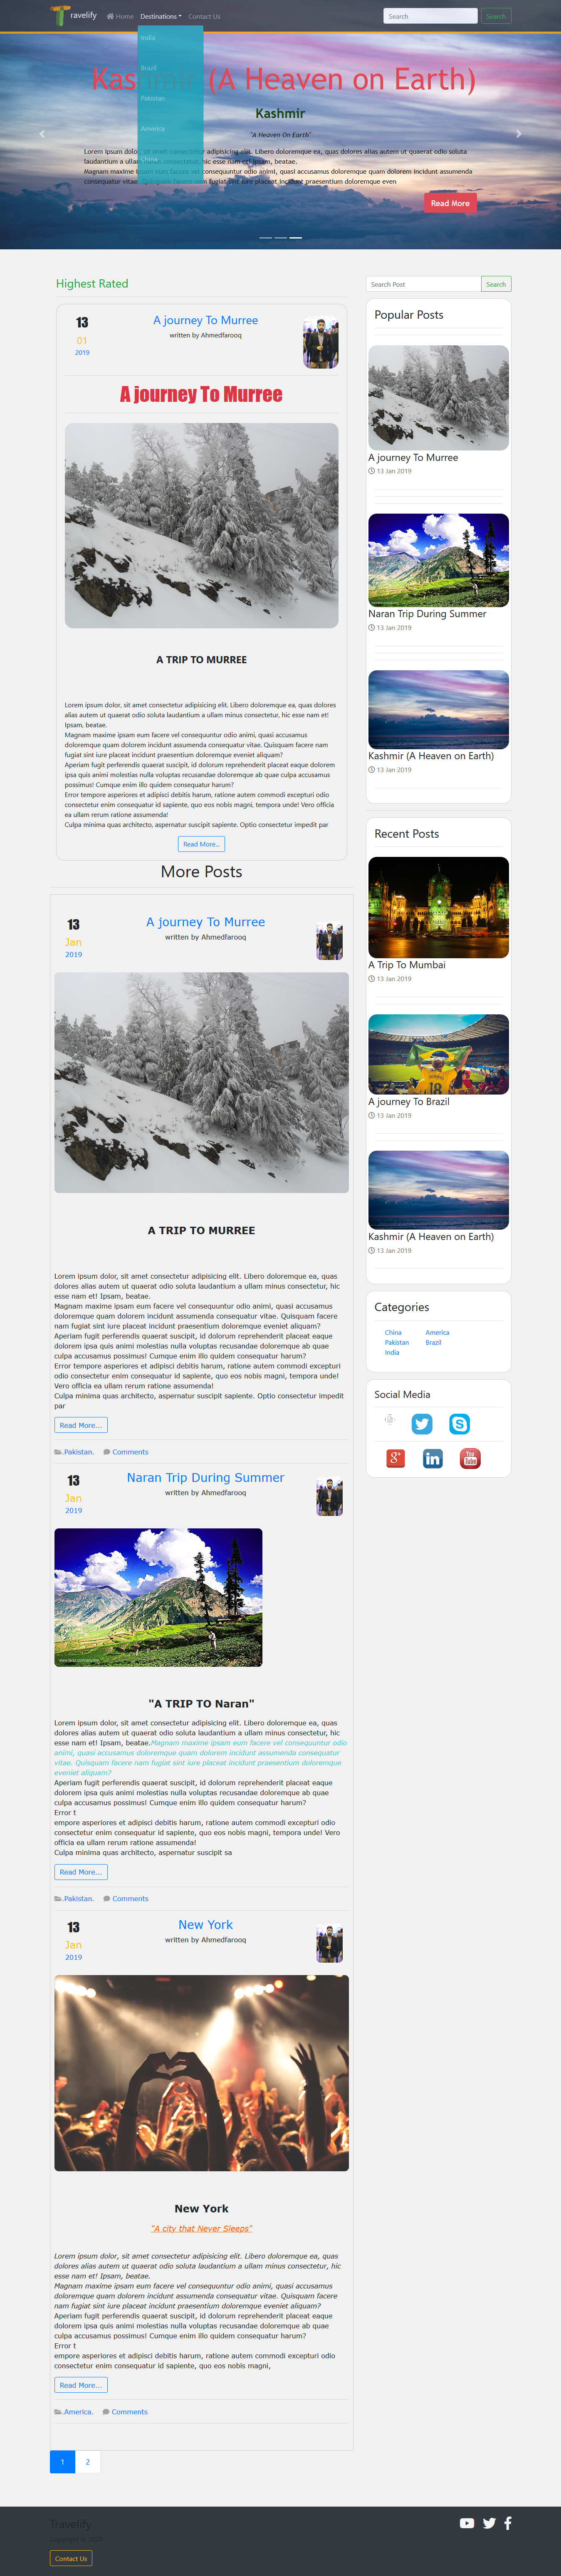 Travelify
Home
Destinations
Contact Us
Search
Search
India
Brazil
Pakistan
America
China
Kashmir (A Heaven on Earth)
Kashmir
"A Heaven On Earth"
Lorem ipsum dolor, sit amet consectetur adipisicing elit. Libero doloremque ea, quas dolores alias autem ut quaerat odio soluta
laudantium a ullam minus consectetur, hic esse nam et! Ipsam, beatae.
Magnam maxime ipsam eum facere vel consequuntur odio animi, quasi accusamus doloremque quam dolorem incidunt assumenda
consequatur vitae. Quisquam facere nam fugiat sint iure placeat incidunt praesentium doloremque even
Read More
Highest Rated
13
01
2019
A journey To Murree
written by Ahmedfarooq
A journey To Murree
A TRIP TO MURREE
Lorem ipsum dolor, sit amet consectetur adipisicing elit. Libero doloremque ea, quas dolores
alias autem ut quaerat odio soluta laudantium a ullam minus consectetur, hic esse nam et!
Ipsam, beatae.
Magnam maxime ipsam eum facere vel consequuntur odio animi, quasi accusamus
doloremque quam dolorem incidunt assumenda consequatur vitae. Quisquam facere nam
fugiat sint iure placeat incidunt praesentium doloremque eveniet aliquam?
Aperiam fugit perferendis quaerat suscipit, id dolorum reprehenderit placeat eaque dolorem
ipsa quis animi molestias nulla voluptas recusandae doloremque ab quae culpa accusamus
possimus! Cumque enim illo quidem consequatur harum?
Error tempore asperiores et adipisci debitis harum, ratione autem commodi excepturi odio
consectetur enim consequatur id sapiente, quo eos nobis magni, tempora unde! Vero officia
ea ullam rerum ratione assumenda!
Culpa minima quas architecto, aspernatur suscipit sapiente. Optio consectetur impedit par
Read More...
More Posts
13
Jan
2019
A journey To Murree
written by Ahmedfarooq
A TRIP TO MURREE
Lorem ipsum dolor, sit amet consectetur adipisicing elit. Libero doloremque ea, quas
dolores alias autem ut quaerat odio soluta laudantium a ullam minus consectetur, hic
esse nam et! Ipsam, beatae.
Magnam maxime ipsam eum facere vel consequuntur odio animi, quasi accusamus
doloremque quam dolorem incidunt assumenda consequatur vitae. Quisquam facere
nam fugiat sint iure placeat incidunt praesentium doloremque eveniet aliquam?
Aperiam fugit perferendis quaerat suscipit, id dolorum reprehenderit placeat eaque
dolorem ipsa quis animi molestias nulla voluptas recusandae doloremque ab quae
culpa accusamus possimus! Cumque enim illo quidem consequatur harum?
Error tempore asperiores et adipisci debitis harum, ratione autem commodi excepturi
odio consectetur enim consequatur id sapiente, quo eos nobis magni, tempora unde!
Vero officia ea ullam rerum ratione assumenda!
Culpa minima quas architecto, aspernatur suscipit sapiente. Optio consectetur impedit
par
Read More...
.Pakistan.
Comments
13
Jan
2019
Naran Trip During Summer
written by Ahmedfarooq
"A TRIP TO Naran"
Lorem ipsum dolor, sit amet consectetur adipisicing elit. Libero doloremque ea, quas
dolores alias autem ut quaerat odio soluta laudantium a ullam minus consectetur, hic
esse nam et! Ipsam, beatae.Magnam maxime ipsam eum facere vel consequuntur odio
animi, quasi accusamus doloremque quam dolorem incidunt assumenda consequatur
vitae. Quisquam facere nam fugiat sint iure placeat incidunt praesentium doloremque
eveniet aliquam?
Aperiam fugit perferendis quaerat suscipit, id dolorum reprehenderit placeat eaque
dolorem ipsa quis animi molestias nulla voluptas recusandae doloremque ab quae
culpa accusamus possimus! Cumque enim illo quidem consequatur harum?
Error t
empore asperiores et adipisci debitis harum, ratione autem commodi excepturi odio
consectetur enim consequatur id sapiente, quo eos nobis magni, tempora unde! Vero
officia ea ullam rerum ratione assumenda!
Culpa minima quas architecto, aspernatur suscipit sa
Read More...
.Pakistan.
Comments
13
Jan
2019
New York
written by Ahmedfarooq
New York
"A city that Never Sleeps"
Lorem ipsum dolor, sit amet consectetur adipisicing elit. Libero doloremque ea, quas
dolores alias autem ut quaerat odio soluta laudantium a ullam minus consectetur, hic
esse nam et! Ipsam, beatae.
Magnam maxime ipsam eum facere vel consequuntur odio animi, quasi accusamus
doloremque quam dolorem incidunt assumenda consequatur vitae. Quisquam facere
nam fugiat sint iure placeat incidunt praesentium doloremque eveniet aliquam?
Aperiam fugit perferendis quaerat suscipit, id dolorum reprehenderit placeat eaque
dolorem ipsa quis animi molestias nulla voluptas recusandae doloremque ab quae
culpa accusamus possimus! Cumque enim illo quidem consequatur harum?
Error t
empore asperiores et adipisci debitis harum, ratione autem commodi excepturi odio
consectetur enim consequatur id sapiente, quo eos nobis magni,
Read More...
.America.
Comments
1
2
Search Post
Search
Popular Posts
A journey To Murree
13 Jan 2019
Naran Trip During Summer
13 Jan 2019
Kashmir (A Heaven on Earth)
13 Jan 2019
Recent Posts
A Trip To Mumbai
13 Jan 2019
18
A journey To Brazil
13 Jan 2019
Kashmir (A Heaven on Earth)
13 Jan 2019
Categories
China
America
Pakistan
Brazil
India
Social Media
You
Tube
Travelify
Contact Us